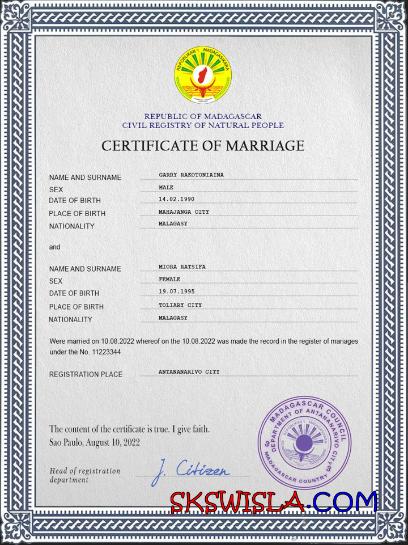 REPOBLIKAN'I MADAGASIKARA
REPUBLIC OF MADAGASCAR
CIVIL REGISTRY OF NATURAL PEOPLE
CERTIFICATE OF MARRIAGE
NAME AND SURNAME GARRY RAKOTONIAINA
SEX MALE
DATE OF BIRTH 14.02.1990
PLACE OF BIRTH MAHAJANGA CITY
NATIONALITY MALAGASY
and
NAME AND SURNAME MIORA RATSIFA
SEX FEMALE
DATE OF BIRTH 19.07.1995
PLACE OF BIRTH TOLIARY CITY
NATIONALITY MALAGASY
Were married on 10.08.2022 whereof on the 10.08.2022 was made the record in the register of mariages
under the No. 11223344
REGISTRATION PLACE ANTANANARIVO CITY
The content of the certificate is true. I give faith.
Sao Paulo, August 10, 2022
Head of registration
department
J. Citizen
MADAGASCAR COUNCIL
DEPARTMENT OF ANTANANARIVO CITY
MADAGASCAR COUNTRY
SKSWISLA.COM